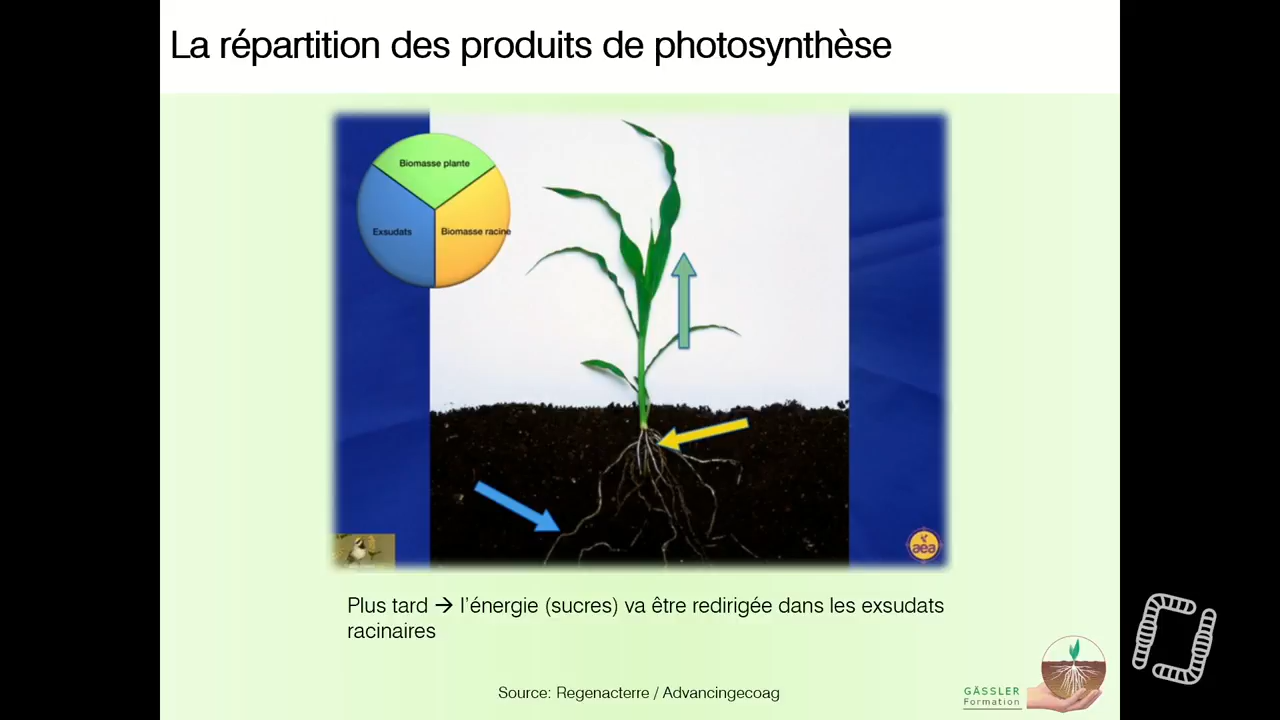 La répartition des produits de photosynthèse
Biomasse plante
Exsudats
Biomasse racine
aea
Plus tard → l’énergie (sucres) va être redirigée dans les exsudats
racinaires
Source: Regenacterre / Advancingecoag
GÄSSLER
Formation